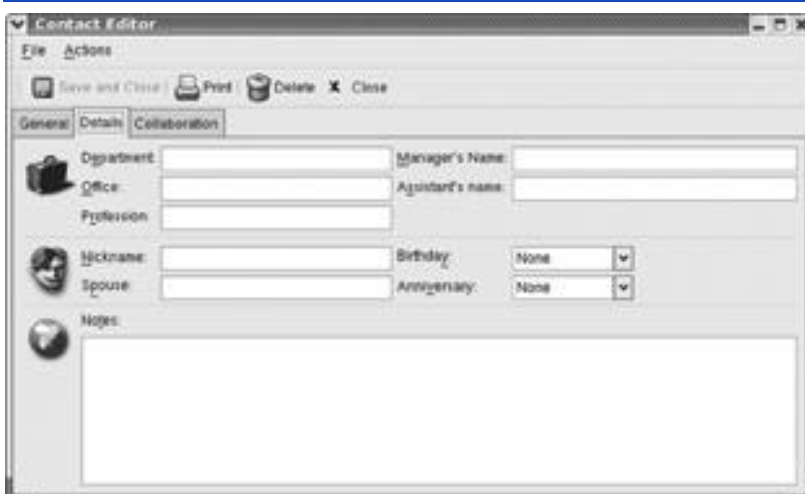 Contact Editor
File Actions
Save and Close Print Delete Close
General Details Collaboration
Department: Manager's Name:
Office: Assistant's name:
Profession:
Nickname: Birthday: None
Spouse: Anniversary: None
Notes: